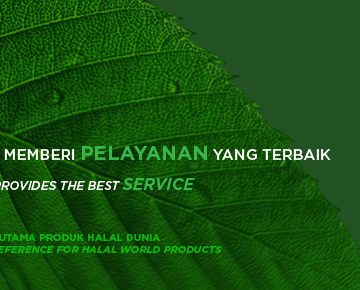 MEMBERI PELAYANAN YANG TERBAIK
PROVIDES THE BEST SERVICE
UTAMA PRODUK HALAL DUNIA
EFERENCE FOR HALAL WORLD PRODUCTS